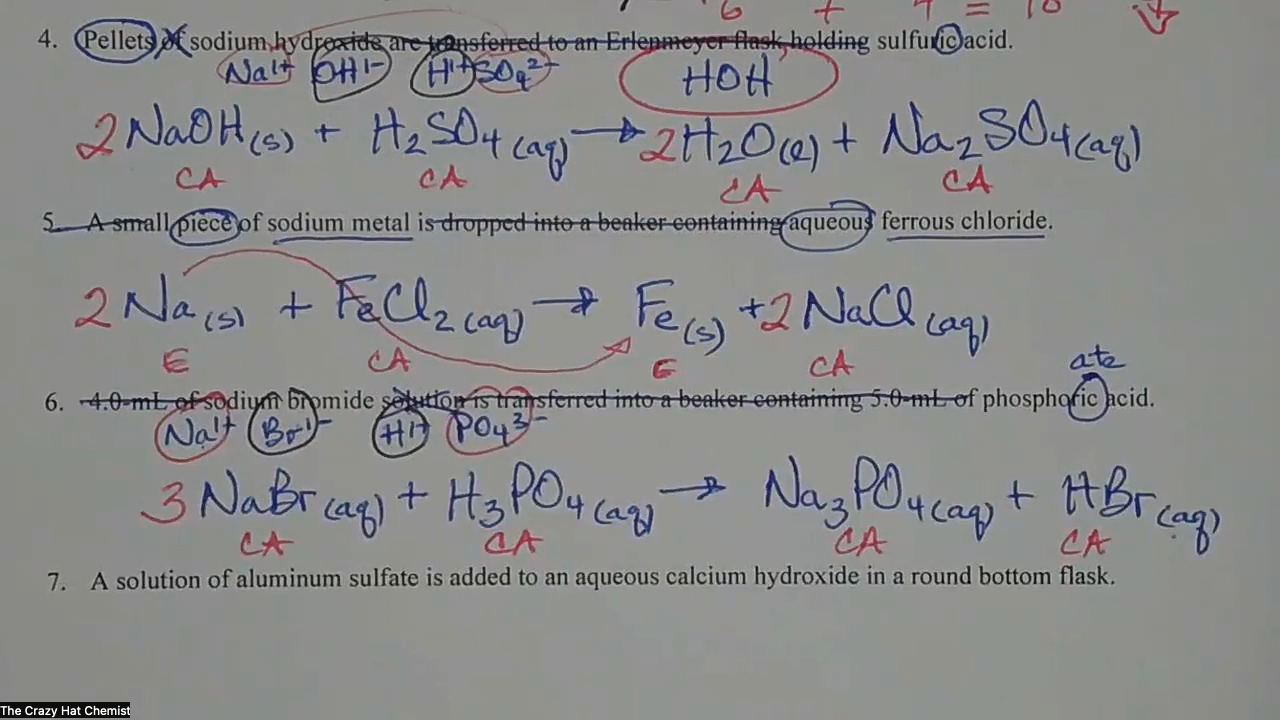 6 + 4 = 10
4. Pellets of sodium hydroxide are transferred to an Erlenmeyer flask holding sulfuric acid.
Na¹⁺ OH¹⁻ H¹⁺ SO₄²⁻ HOH
2NaOH(s) + H₂SO₄(aq) → 2H₂O(l) + Na₂SO₄(aq)
CA CA CA CA
5. A small piece of sodium metal is dropped into a beaker containing aqueous ferrous chloride.
2Na(s) + FeCl₂(aq) → Fe(s) + 2NaCl(aq)
E CA E CA
ate
6. 4.0-mL of sodium bromide solution is transferred into a beaker containing 5.0-mL of phosphoric acid.
Na¹⁺ Br¹⁻ H¹⁺ PO₄³⁻
3NaBr(aq) + H₃PO₄(aq) → Na₃PO₄(aq) + HBr(aq)
CA CA CA CA
7. A solution of aluminum sulfate is added to an aqueous calcium hydroxide in a round bottom flask.
The Crazy Hat Chemist